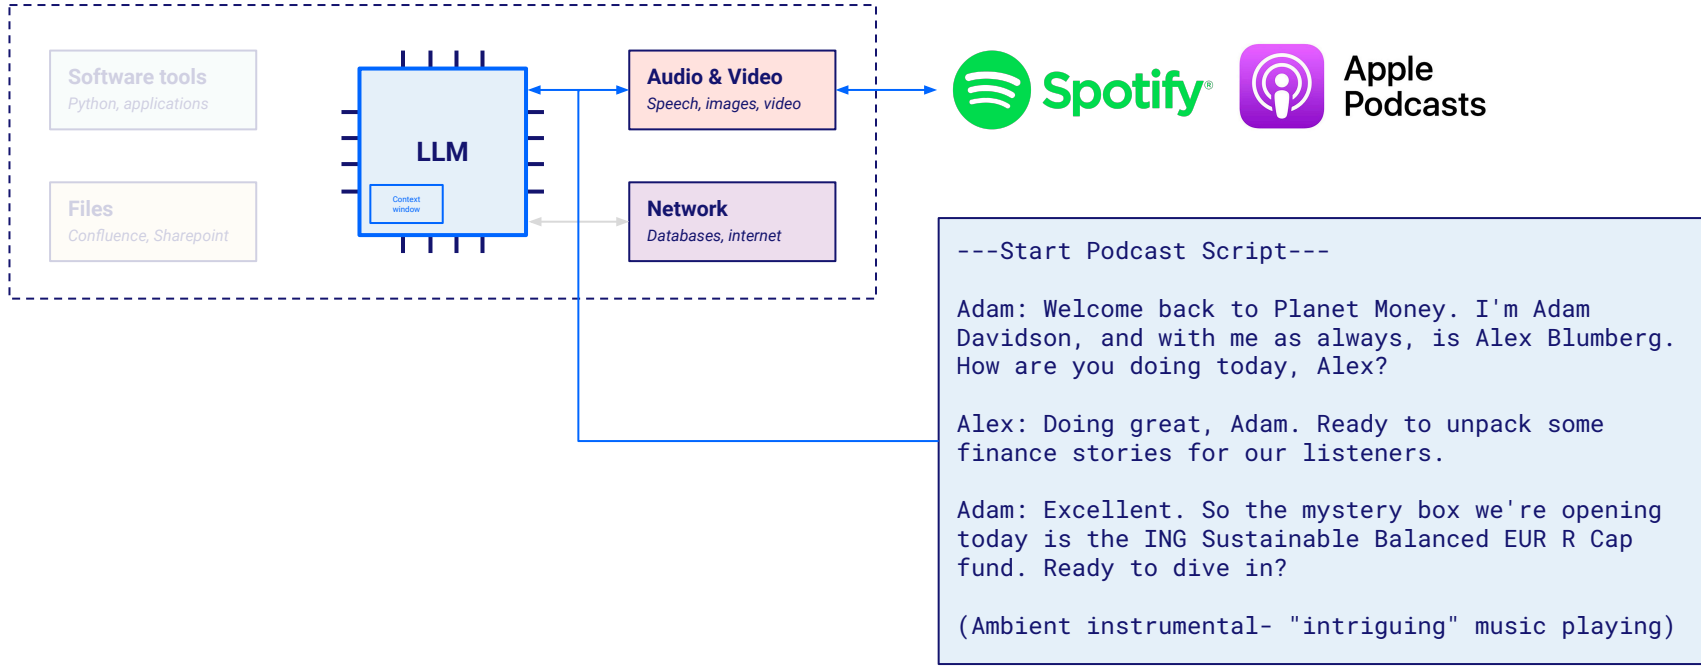 Software tools
Python, applications
Files
Confluence, Sharepoint
LLM
Context
window
Audio & Video
Speech, images, video
Network
Databases, internet
Spotify®
Apple
Podcasts
---Start Podcast Script---
Adam: Welcome back to Planet Money. I'm Adam
Davidson, and with me as always, is Alex Blumberg.
How are you doing today, Alex?
Alex: Doing great, Adam. Ready to unpack some
finance stories for our listeners.
Adam: Excellent. So the mystery box we're opening
today is the ING Sustainable Balanced EUR R Cap
fund. Ready to dive in?
(Ambient instrumental- "intriguing" music playing)